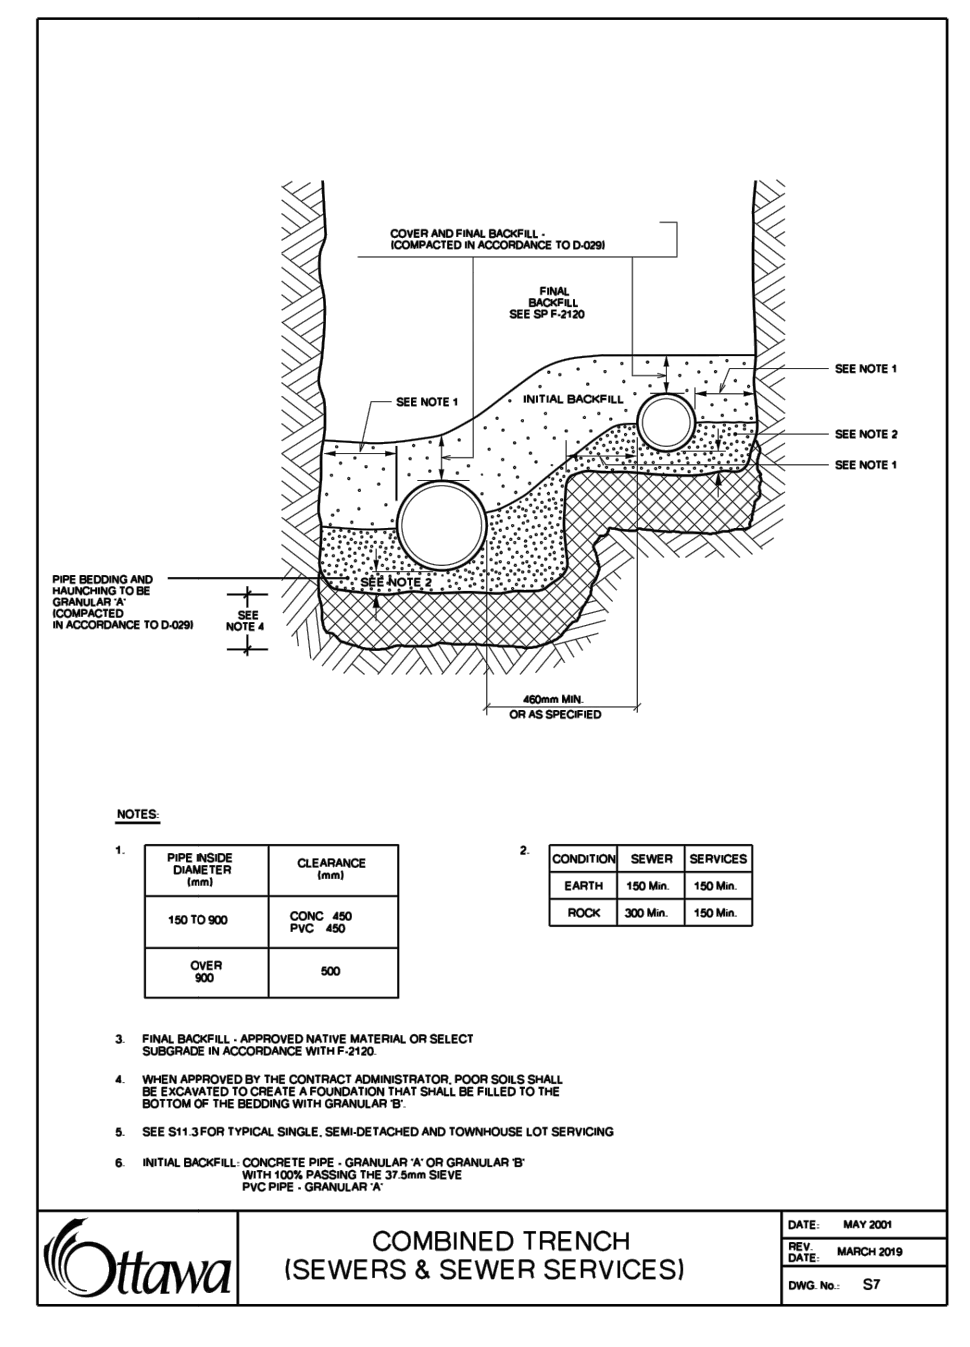 COVER AND FINAL BACKFILL -
(COMPACTED IN ACCORDANCE TO D-029)
FINAL
BACKFILL
SEE SP F-2120
SEE NOTE 1
SEE NOTE 1
INITIAL BACKFILL
SEE NOTE 2
SEE NOTE 1
PIPE BEDDING AND
HAUNCHING TO BE
GRANULAR 'A'
(COMPACTED
IN ACCORDANCE TO D-029)
SEE NOTE 2
SEE
NOTE 4
460mm MIN.
OR AS SPECIFIED
NOTES:
1.
PIPE INSIDE
DIAMETER
(mm)
CLEARANCE
(mm)
150 TO 900
CONC 450
PVC 450
OVER
900
500
2.
CONDITION SEWER SERVICES
EARTH 150 Min. 150 Min.
ROCK 300 Min. 150 Min.
3. FINAL BACKFILL - APPROVED NATIVE MATERIAL OR SELECT
SUBGRADE IN ACCORDANCE WITH F-2120.
4. WHEN APPROVED BY THE CONTRACT ADMINISTRATOR, POOR SOILS SHALL
BE EXCAVATED TO CREATE A FOUNDATION THAT SHALL BE FILLED TO THE
BOTTOM OF THE BEDDING WITH GRANULAR 'B'.
5. SEE S11.3 FOR TYPICAL SINGLE, SEMI-DETACHED AND TOWNHOUSE LOT SERVICING
6. INITIAL BACKFILL: CONCRETE PIPE - GRANULAR 'A' OR GRANULAR 'B'
WITH 100% PASSING THE 37.5mm SIEVE
PVC PIPE - GRANULAR 'A'
Ottawa
COMBINED TRENCH
(SEWERS & SEWER SERVICES)
DATE: MAY 2001
REV.
DATE: MARCH 2019
DWG. No.: S7